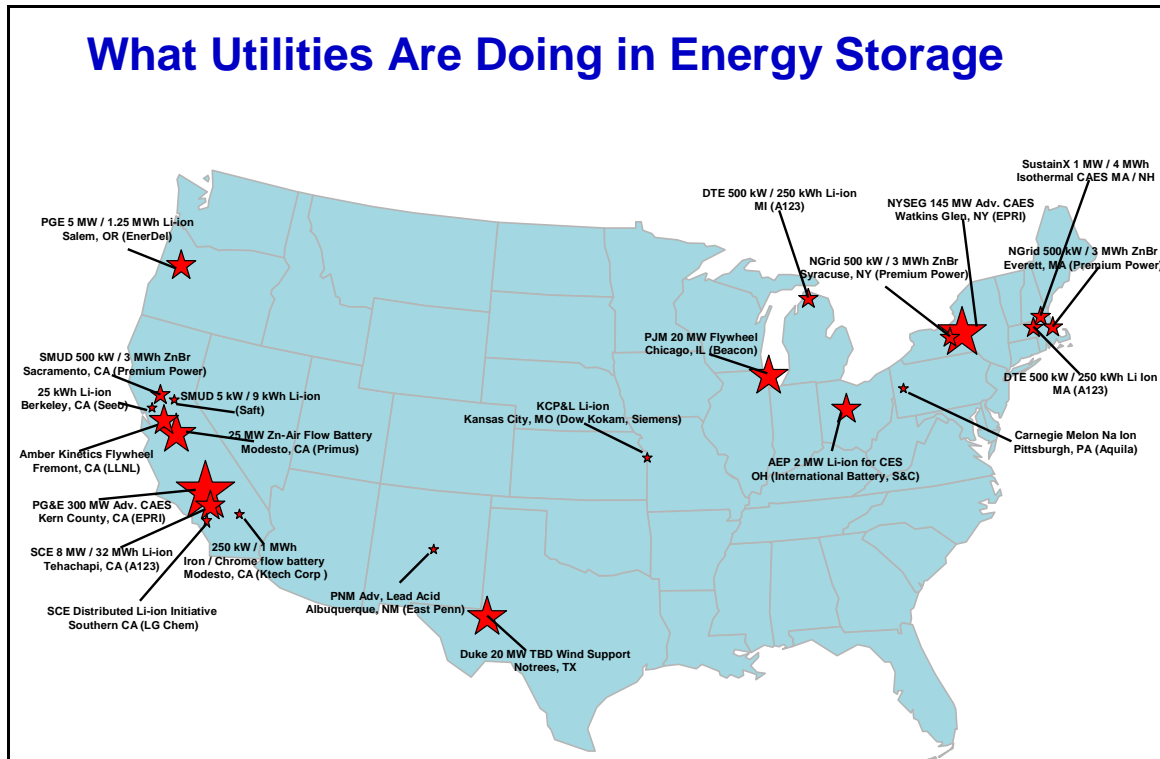 What Utilities Are Doing in Energy Storage
SustainX 1 MW / 4 MWh
Isothermal CAES MA / NH
DTE 500 kW / 250 kWh Li-ion
MI (A123)
NYSEG 145 MW Adv. CAES
Watkins Glen, NY (EPRI)
PGE 5 MW / 1.25 MWh Li-ion
Salem, OR (EnerDel)
NGrid 500 kW / 3 MWh ZnBr
Syracuse, NY (Premium Power)
NGrid 500 kW / 3 MWh ZnBr
Everett, MA (Premium Power)
PJM 20 MW Flywheel
Chicago, IL (Beacon)
SMUD 500 kW / 3 MWh ZnBr
Sacramento, CA (Premium Power)
25 kWh Li-ion
Berkeley, CA (Seeo)
SMUD 5 kW / 9 kWh Li-ion
(Saft)
DTE 500 kW / 250 kWh Li Ion
MA (A123)
KCP&L Li-ion
Kansas City, MO (Dow Kokam, Siemens)
25 MW Zn-Air Flow Battery
Modesto, CA (Primus)
Carnegie Melon Na Ion
Pittsburgh, PA (Aquila)
Amber Kinetics Flywheel
Fremont, CA (LLNL)
AEP 2 MW Li-ion for CES
OH (International Battery, S&C)
PG&E 300 MW Adv. CAES
Kern County, CA (EPRI)
SCE 8 MW / 32 MWh Li-ion
Tehachapi, CA (A123)
250 kW / 1 MWh
Iron / Chrome flow battery
Modesto, CA (Ktech Corp )
PNM Adv, Lead Acid
Albuquerque, NM (East Penn)
SCE Distributed Li-ion Initiative
Southern CA (LG Chem)
Duke 20 MW TBD Wind Support
Notrees, TX